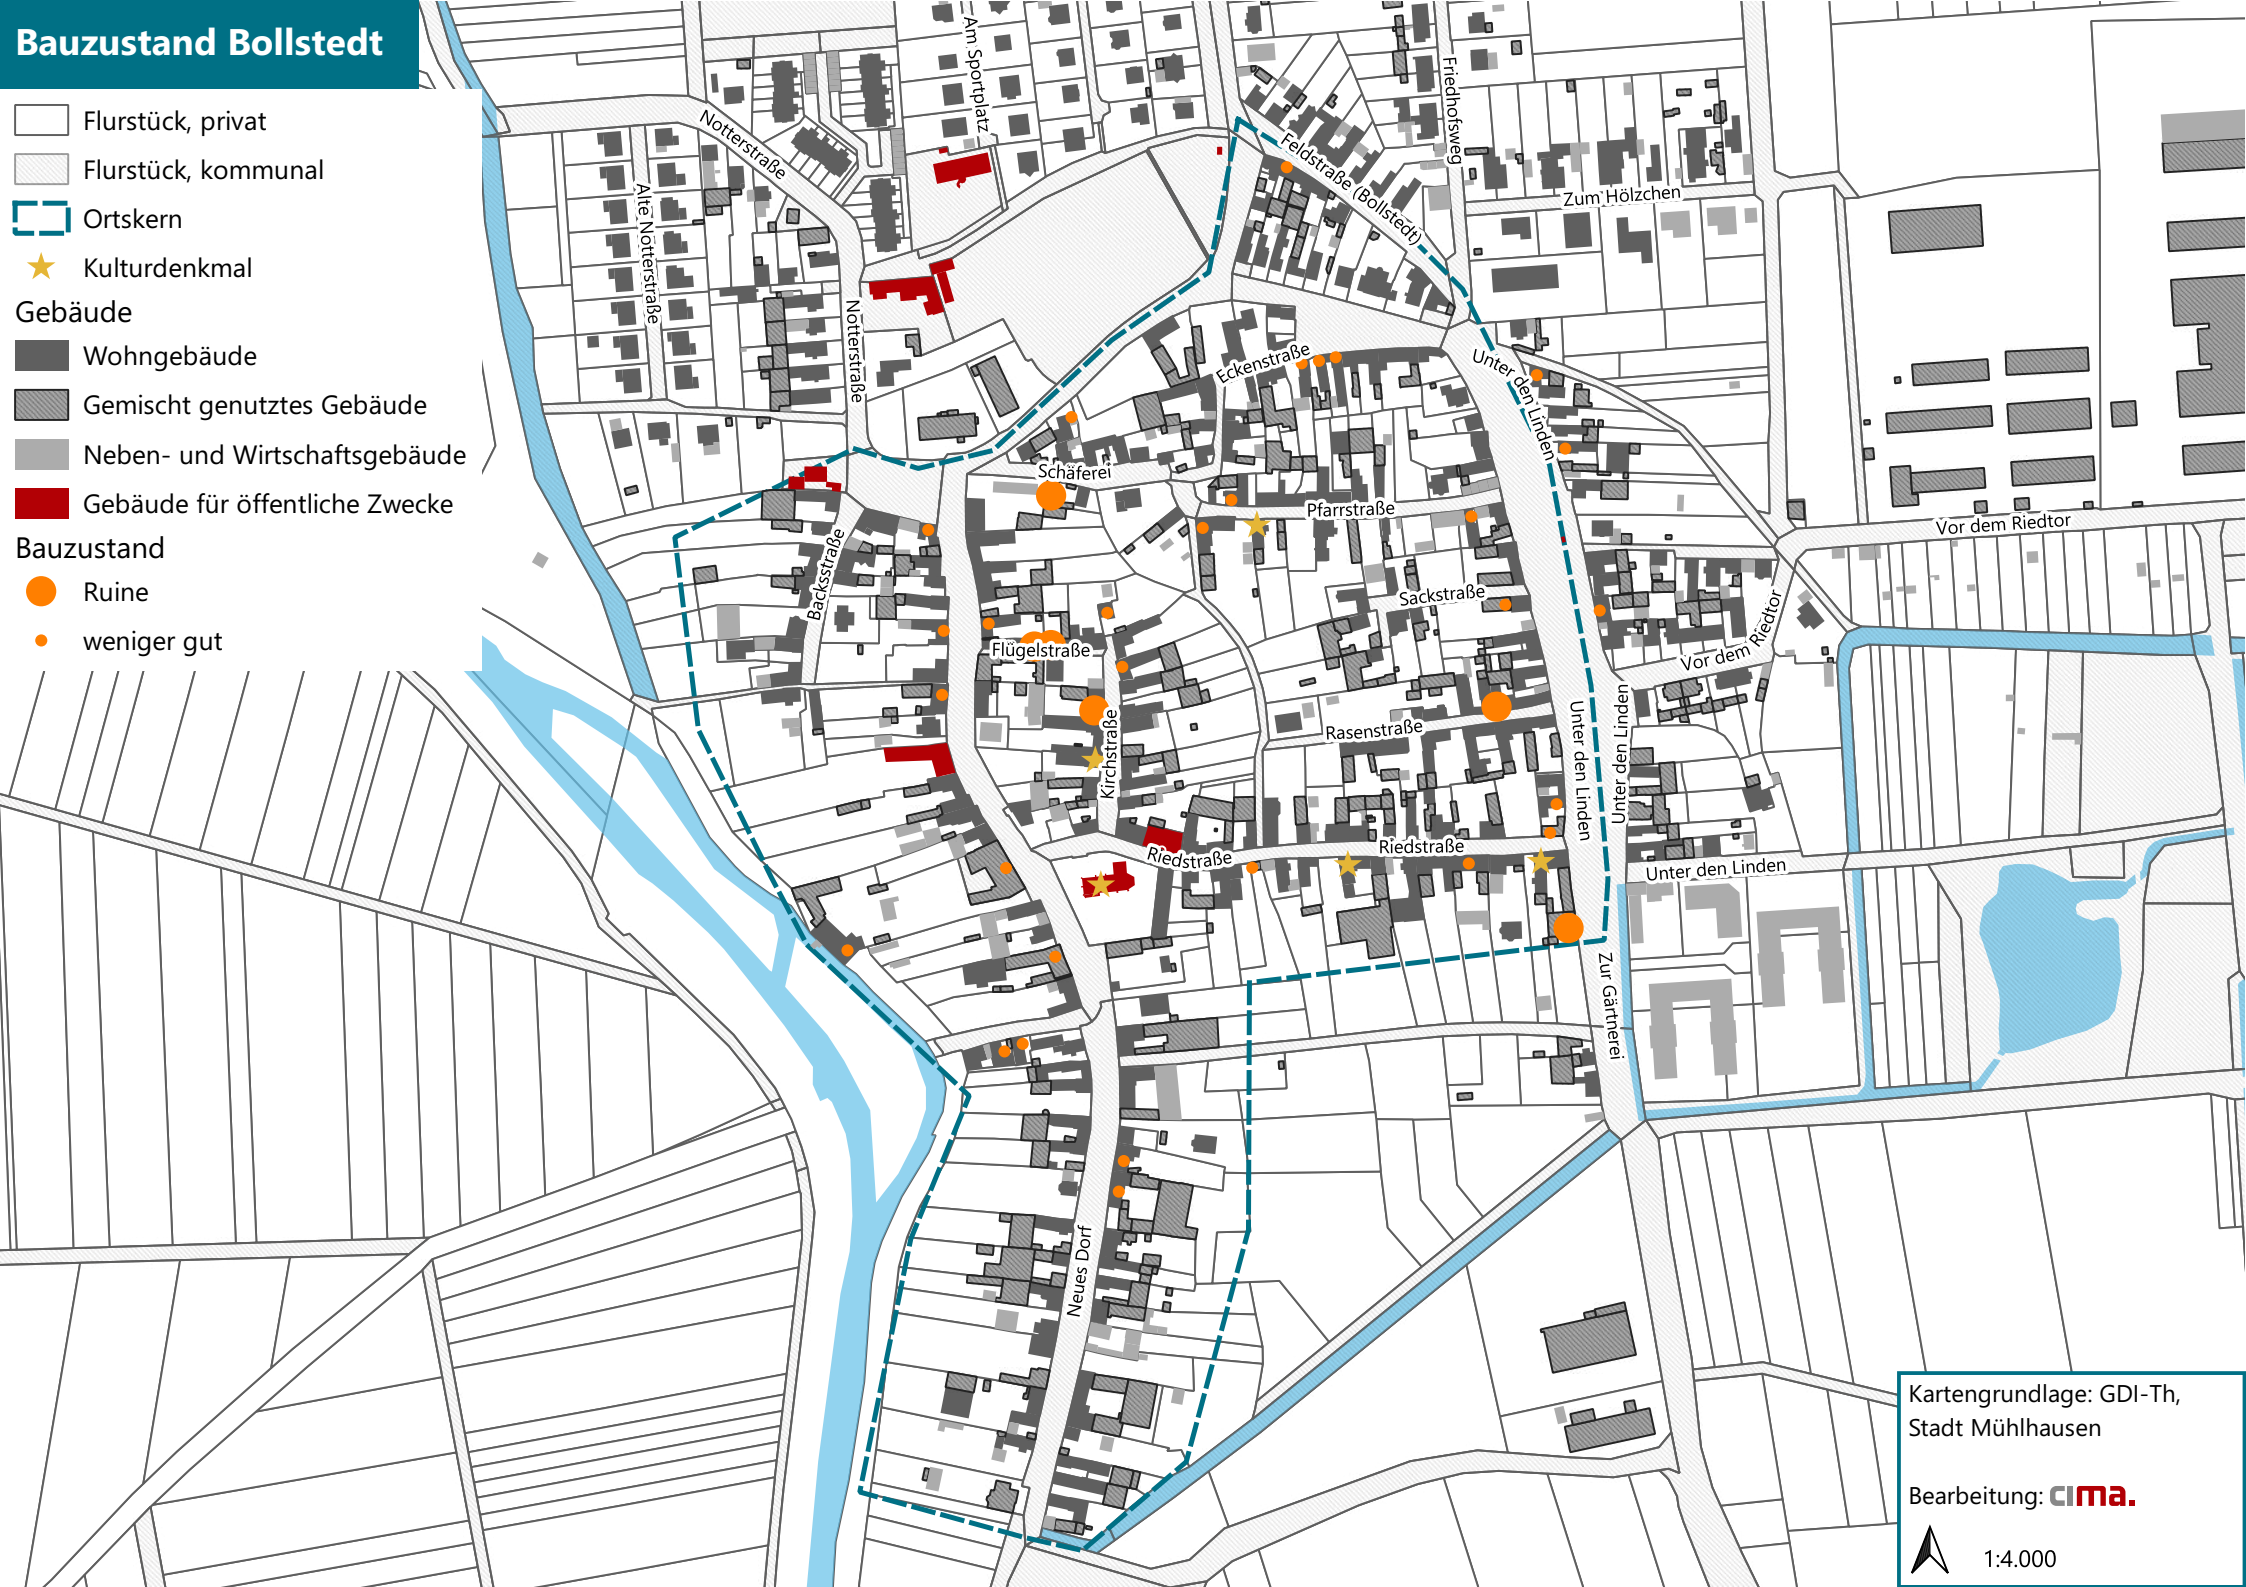 Bauzustand Bollstedt
Flurstück, privat
Flurstück, kommunal
Ortskern
Kulturdenkmal
Gebäude
Wohngebäude
Gemischt genutztes Gebäude
Neben- und Wirtschaftsgebäude
Gebäude für öffentliche Zwecke
Bauzustand
Ruine
weniger gut
Am Sportplatz
Friedhofsweg
Notterstraße
Feldstraße (Bollstedt)
Zum Hölzchen
Alte Notterstraße
Notterstraße
Eckenstraße
Unter den Linden
Schäferei
Pfarrstraße
Vor dem Riedtor
Backsstraße
Sackstraße
Vor dem Riedtor
Flügelstraße
Kirchstraße
Rasenstraße
Unter den Linden
Unter den Linden
Riedstraße
Riedstraße
Unter den Linden
Zur Gärtnerei
Neues Dorf
Kartengrundlage: GDI-Th,
Stadt Mühlhausen
Bearbeitung: cima.
1:4.000